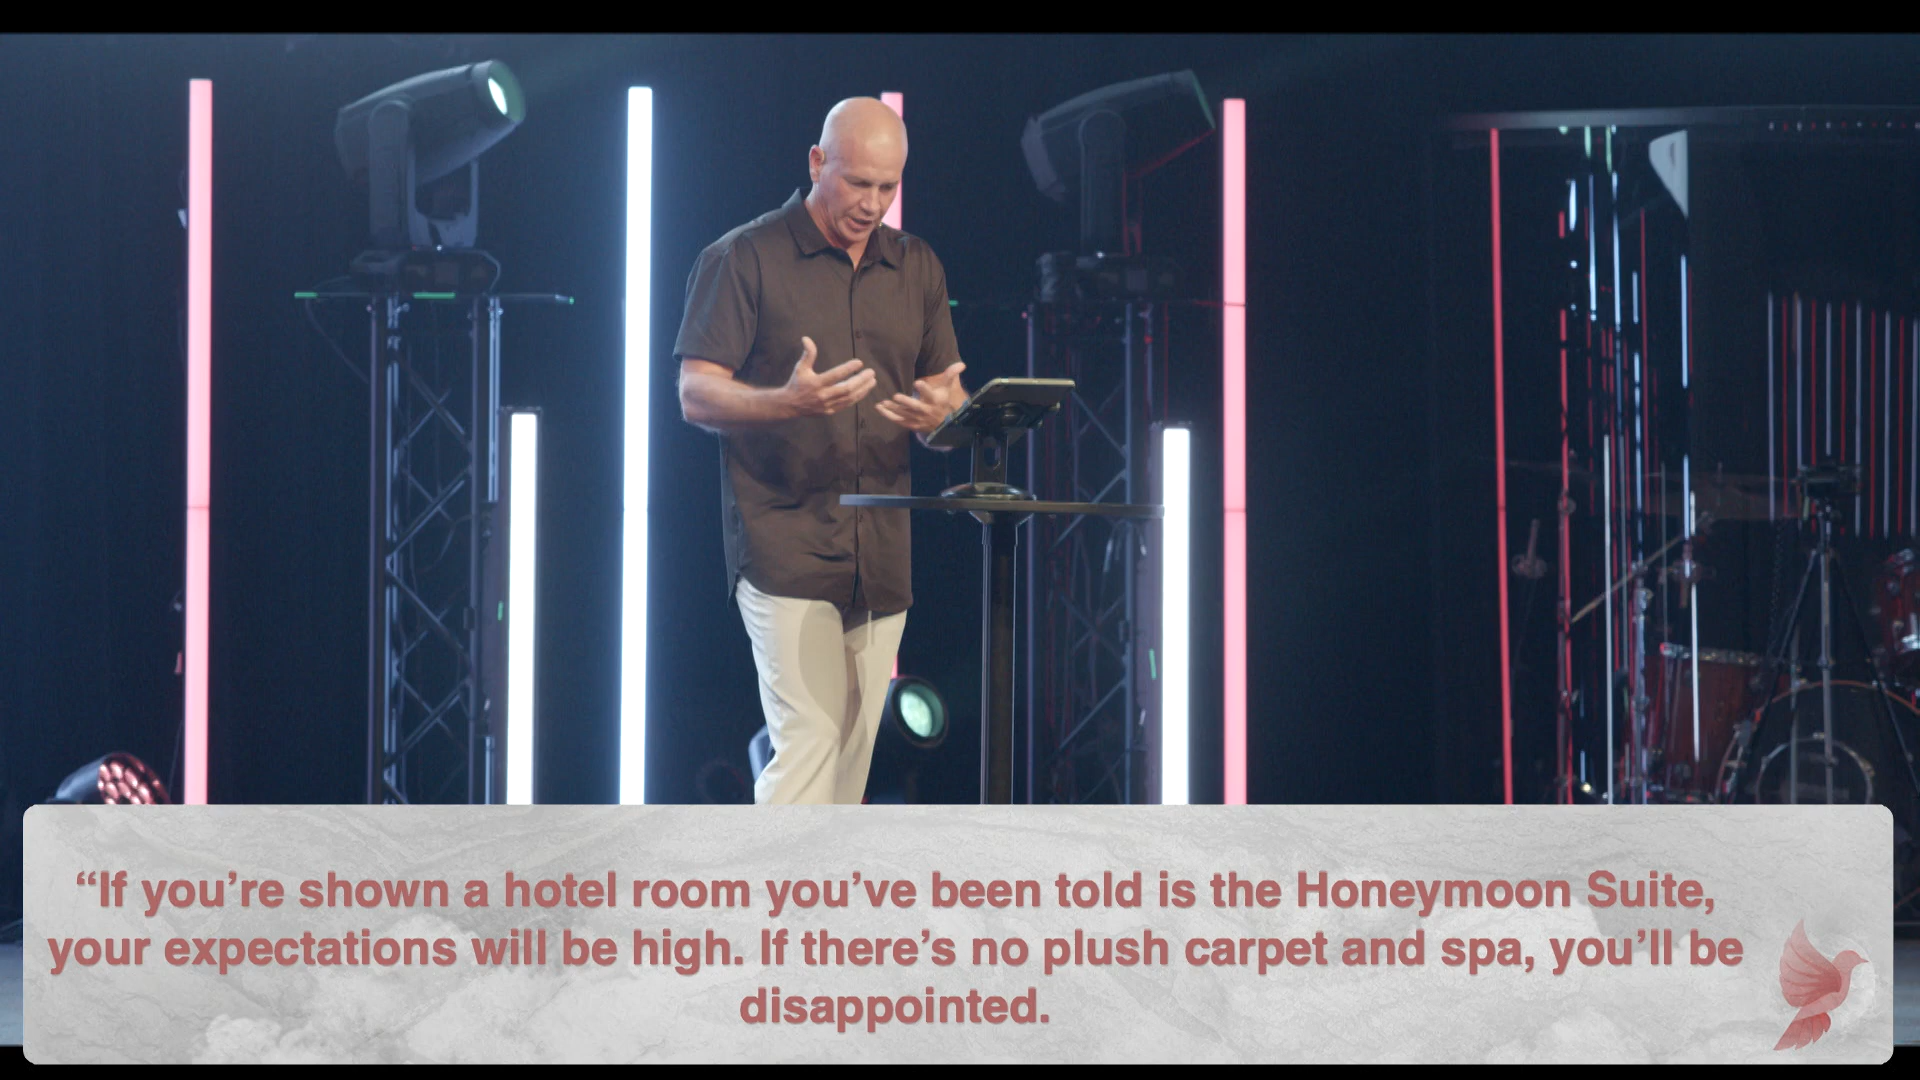 “If you’re shown a hotel room you’ve been told is the Honeymoon Suite,
your expectations will be high. If there’s no plush carpet and spa, you’ll be
disappointed.